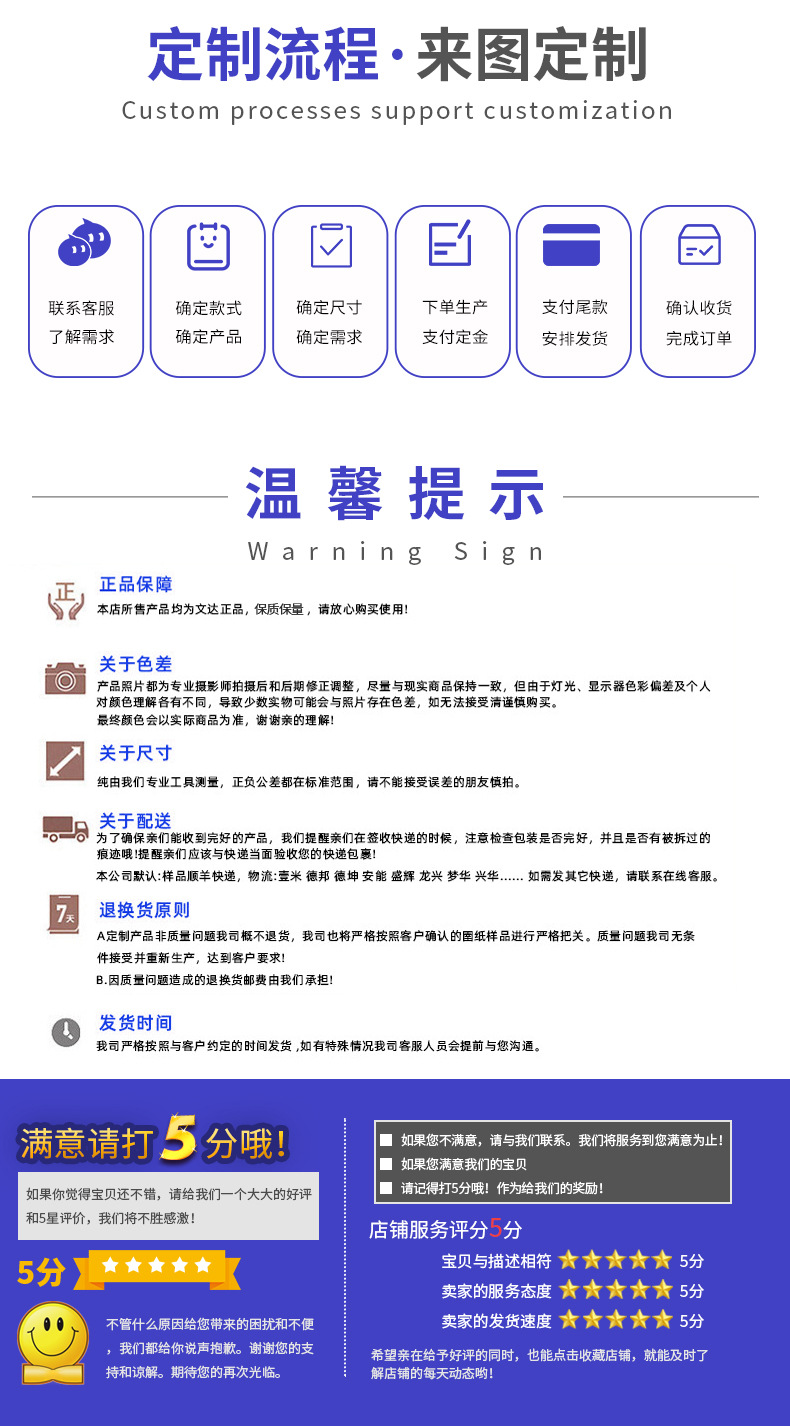 定制流程·来图定制
Custom processes support customization
联系客服
了解需求
确定款式
确定产品
确定尺寸
确定需求
下单生产
支付定金
支付尾款
安排发货
确认收货
完成订单
温馨提示
Warning Sign
正
正品保障
本店所售产品均为文达正品，保质保量，请放心购买使用!
关于色差
产品照片都为专业摄影师拍摄后和后期修正调整，尽量与现实商品保持一致，但由于灯光、显示器色彩偏差及个人
对颜色理解各有不同，导致少数实物可能会与照片存在色差，如无法接受清谨慎购买。
最终颜色会以实际商品为准，谢谢亲的理解!
关于尺寸
纯由我们专业工具测量，正负公差都在标准范围，请不能接受误差的朋友慎拍。
关于配送
为了确保亲们能收到完好的产品，我们提醒亲们在签收快递的时候，注意检查包装是否完好，并且是否有被拆过的
痕迹哦!提醒亲们应该与快递当面验收您的快递包裹!
本公司默认:样品顺羊快递，物流:壹米 德邦 德坤 安能 盛辉 龙兴 梦华 兴华...... 如需发其它快递，请联系在线客服。
7天
退换货原则
A定制产品非质量问题我司概不退货，我司也将严格按照客户确认的图纸样品进行严格把关。质量问题我司无条
件接受并重新生产，达到客户要求!
B.因质量问题造成的退换货邮费由我们承担!
发货时间
我司严格按照与客户约定的时间发货 ,如有特殊情况我司客服人员会提前与您沟通。
满意请打5分哦!
如果你觉得宝贝还不错，请给我们一个大大的好评
和5星评价，我们将不胜感激!
5分
不管什么原因给您带来的困扰和不便
，我们都给你说声抱歉。谢谢您的支
持和谅解。期待您的再次光临。
如果您不满意，请与我们联系。我们将服务到您满意为止!
如果您满意我们的宝贝
请记得打5分哦！作为给我们的奖励!
店铺服务评分5分
宝贝与描述相符 5分
卖家的服务态度 5分
卖家的发货速度 5分
希望亲在给予好评的同时，也能点击收藏店铺，就能及时了
解店铺的每天动态哟!